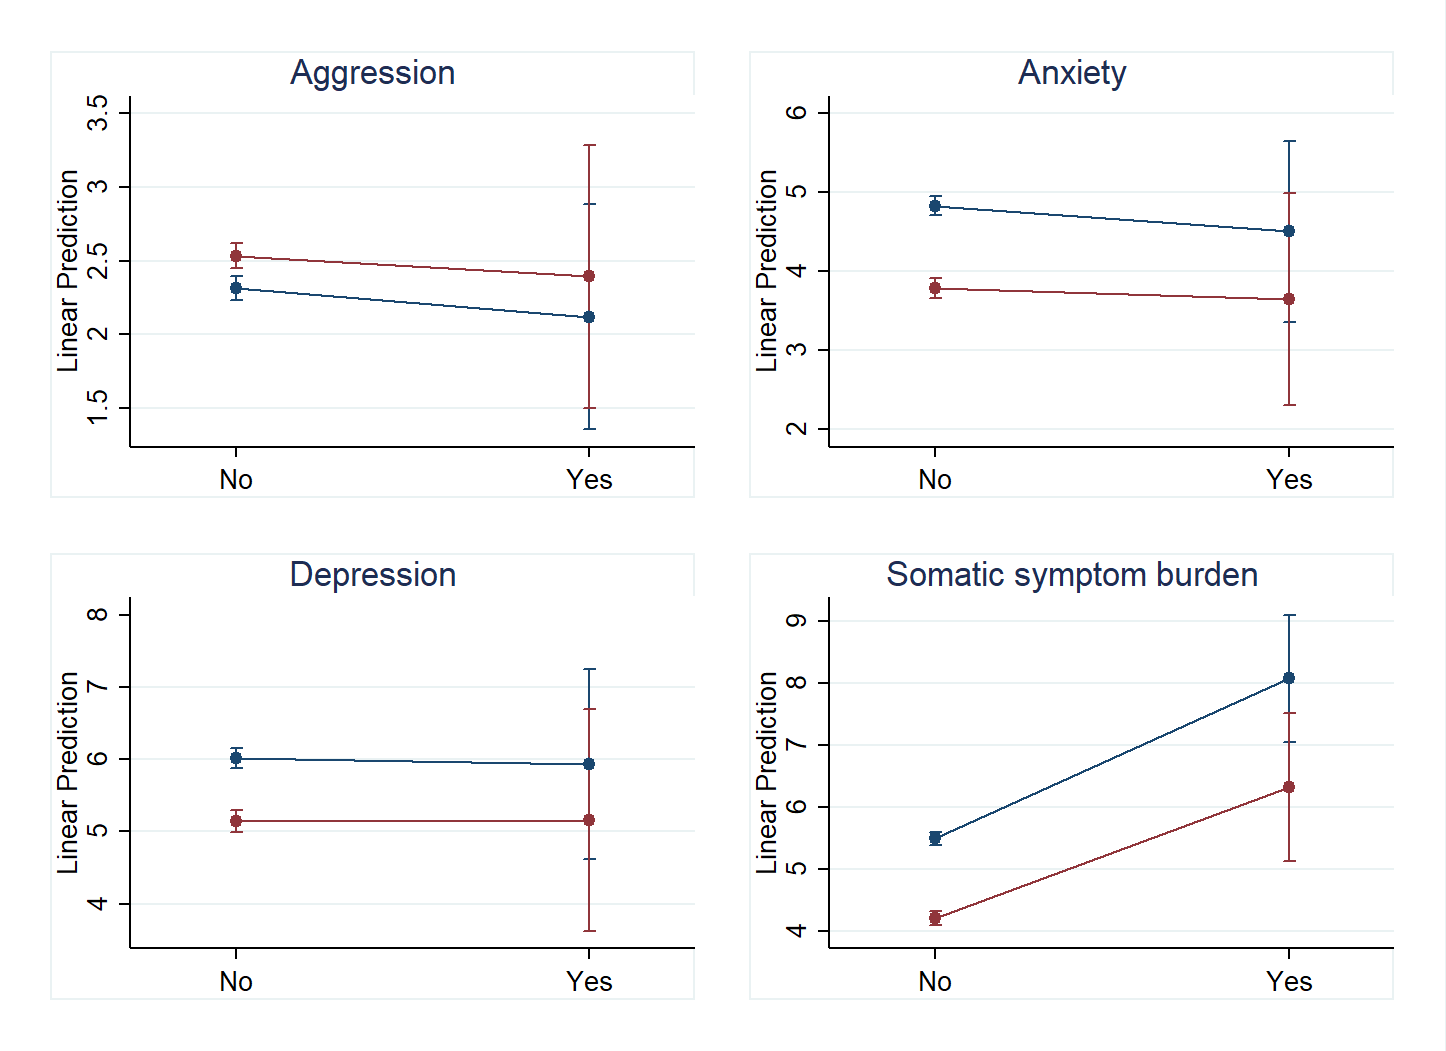 Aggression
Linear Prediction
3.5
3
2.5
2
1.5
No
Yes
Anxiety
Linear Prediction
6
5
4
3
2
No
Yes
Depression
Linear Prediction
8
7
6
5
4
No
Yes
Somatic symptom burden
Linear Prediction
9
8
7
6
5
4
No
Yes